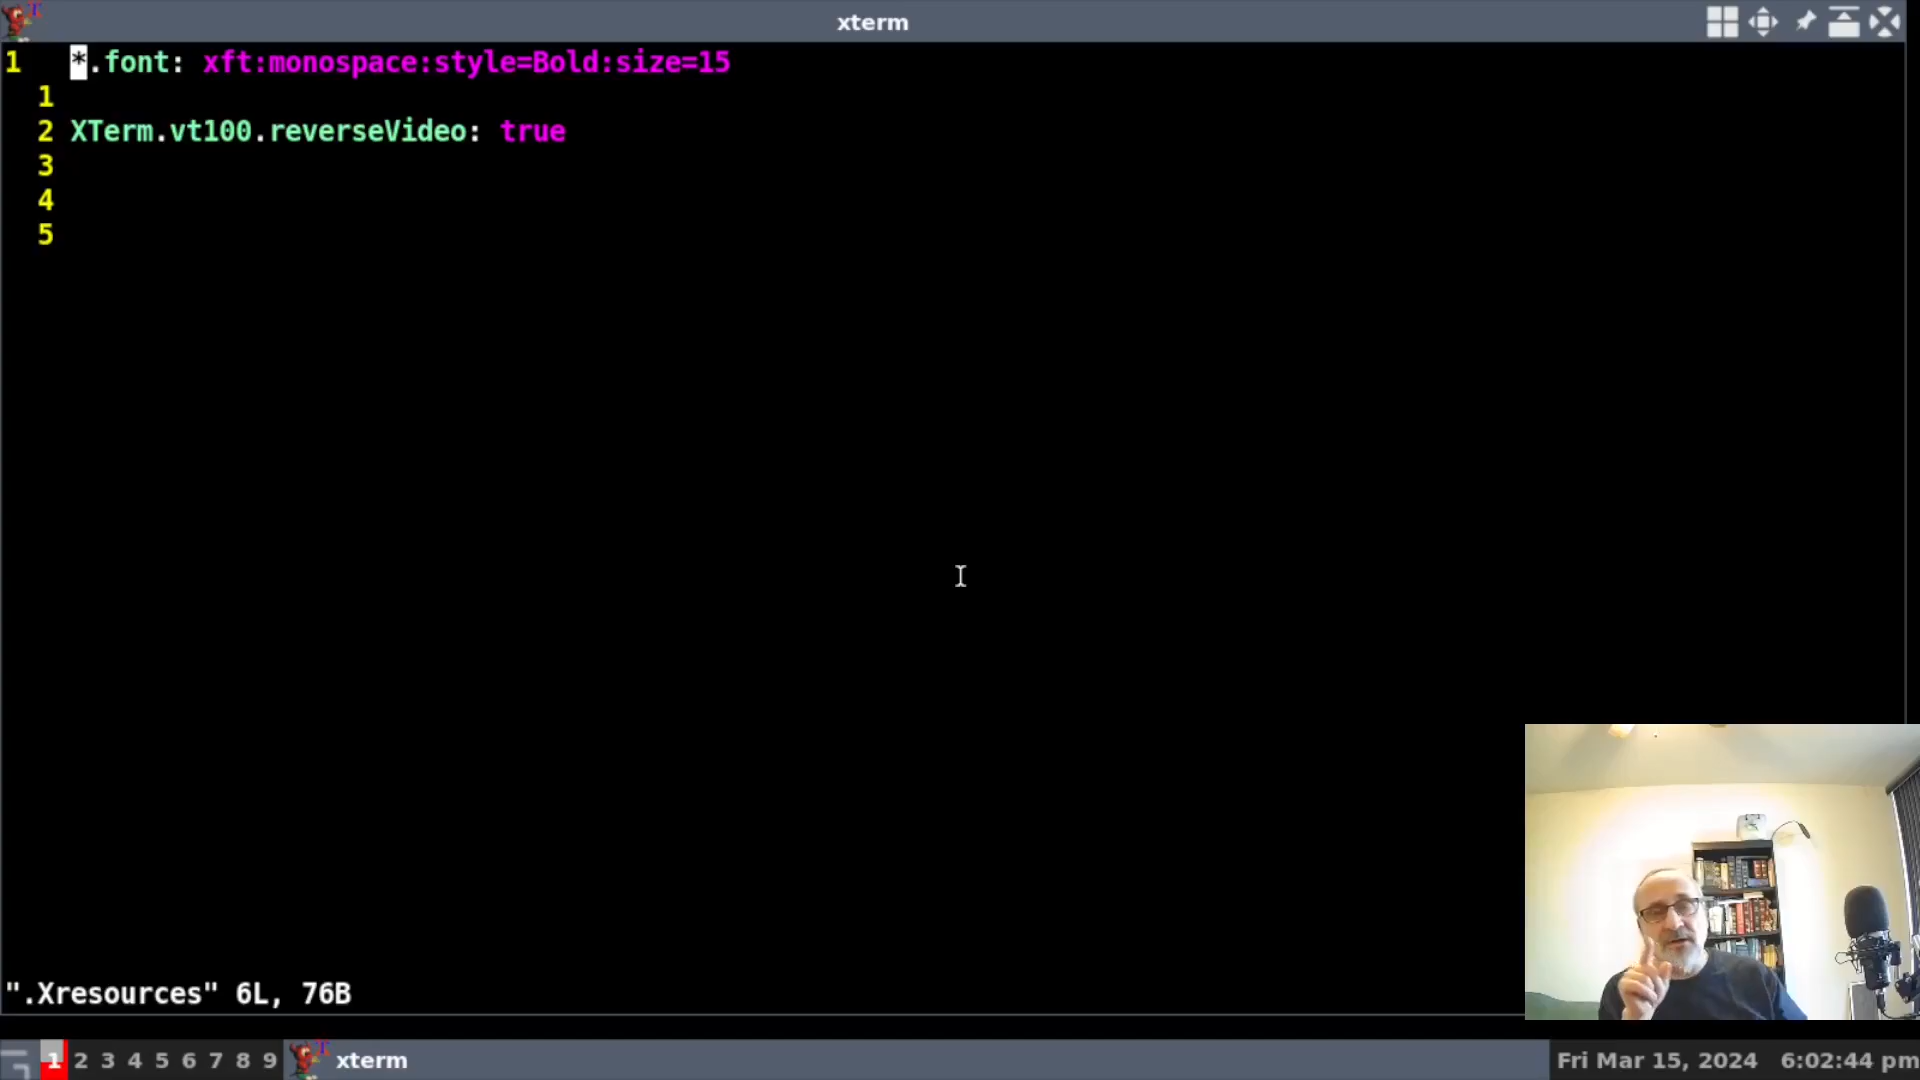 xterm
1 *.font: xft:monospace:style=Bold:size=15
1
2 XTerm.vt100.reverseVideo: true
3
4
5
".Xresources" 6L, 76B
1 2 3 4 5 6 7 8 9 xterm Fri Mar 15, 2024 6:02:44 pm